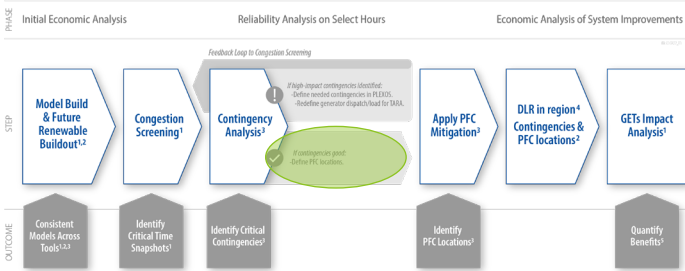 PHASE
Initial Economic Analysis
Reliability Analysis on Select Hours
Economic Analysis of System Improvements
Feedback Loop to Congestion Screening
STEP
Model Build
& Future
Renewable
Buildout1,2
Congestion
Screening1
Contingency
Analysis3
!
If high-impact contingencies identified:
-Define needed contingencies in PLEXOS.
-Redefine generator dispatch/load for TARA.
If contingencies good:
-Define PFC locations.
Apply PFC
Mitigation3
DLR in region4
Contingencies &
PFC locations2
GETs Impact
Analysis1
OUTCOME
Consistent
Models Across
Tools1,2,3
Identify
Critical Time
Snapshots1
Identify Critical
Contingencies3
Identify
PFC Locations3
Quantify
Benefits5